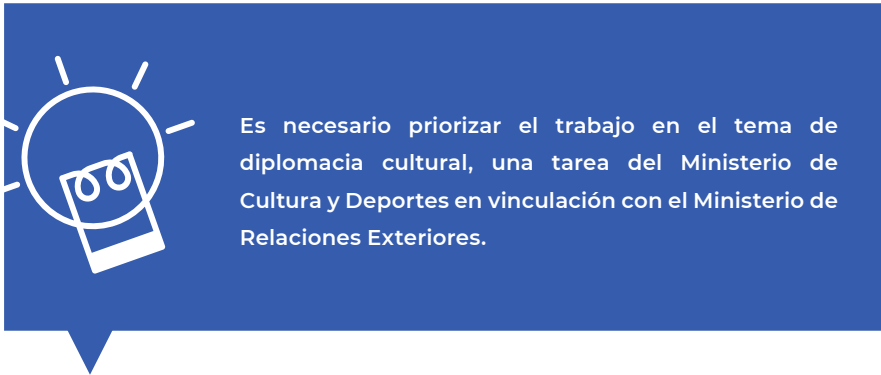 Es necesario priorizar el trabajo en el tema de
diplomacia cultural, una tarea del Ministerio de
Cultura y Deportes en vinculación con el Ministerio de
Relaciones Exteriores.